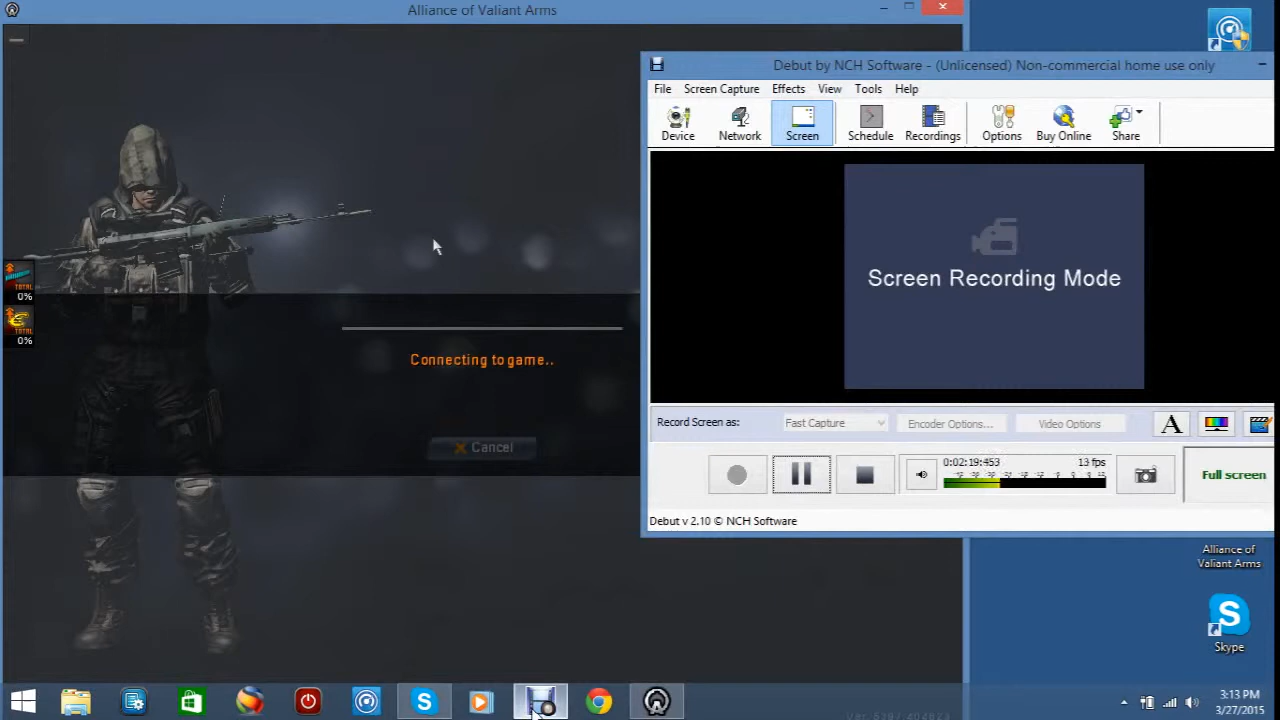 Alliance of Valiant Arms
Debut by NCH Software - (Unlicensed) Non-commercial home use only
File Screen Capture Effects View Tools Help
Device Network Screen Schedule Recordings Options Buy Online Share
Screen Recording Mode
TOTAL
0%
TOTAL
0%
Connecting to game..
Cancel
Record Screen as: Fast Capture Encoder Options... Video Options
A
0:02:19:453 13 fps
Full screen
Debut v 2.10 © NCH Software
Alliance of
Valiant Arms
Skype
3:13 PM
3/27/2015